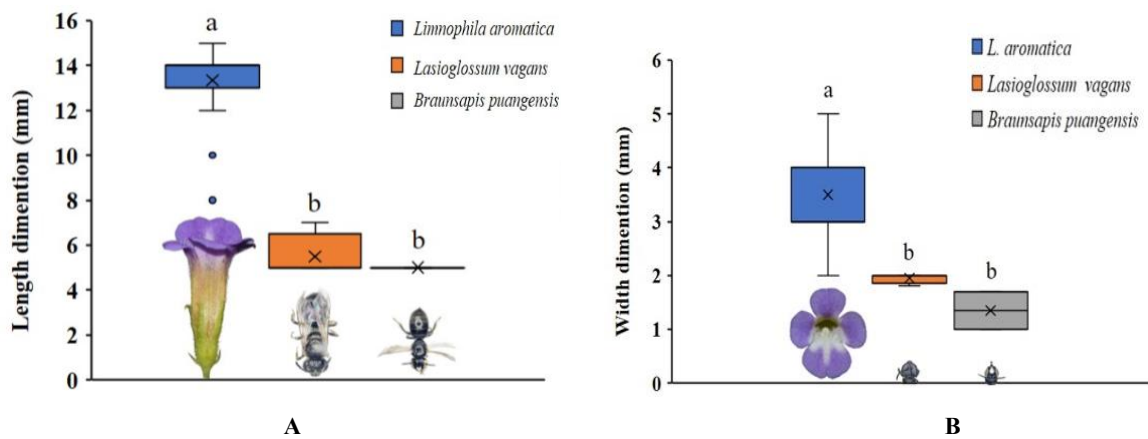 Length dimention (mm)
16
14
12
10
8
6
4
2
0
a
b
b
Limnophila aromatica
Lasioglossum vagans
Braunsapis puangensis
A
Width dimention (mm)
6
5
4
3
2
1
0
a
b
b
L. aromatica
Lasioglossum vagans
Braunsapis puangensis
B